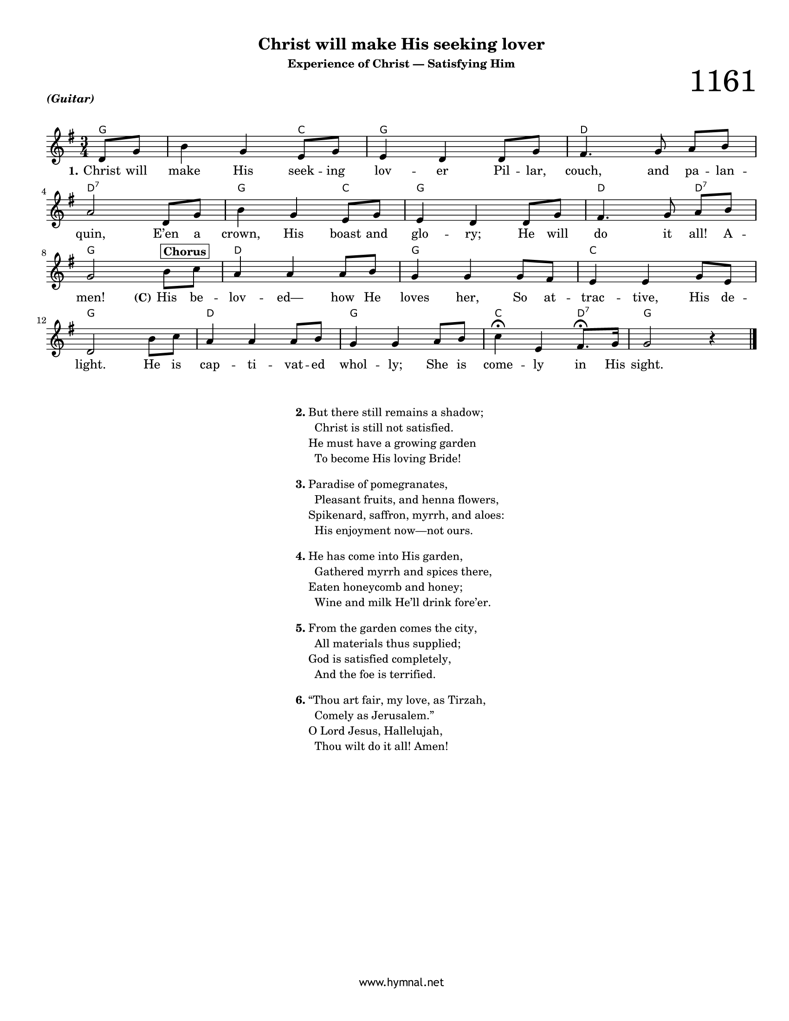 Christ will make His seeking lover
Experience of Christ — Satisfying Him
1161
(Guitar)
G C G D
3 4
1. Christ will make His seek - ing lov - er Pil - lar, couch, and pa - lan -
4
D7 G C G D D7
quin, E'en a crown, His boast and glo - ry; He will do it all! A -
8
G Chorus D G C
men! (C) His be - lov - ed— how He loves her, So at - trac - tive, His de -
12
G D G C D7 G
light. He is cap - ti - vat - ed whol - ly; She is come - ly in His sight.
2. But there still remains a shadow;
Christ is still not satisfied.
He must have a growing garden
To become His loving Bride!
3. Paradise of pomegranates,
Pleasant fruits, and henna flowers,
Spikenard, saffron, myrrh, and aloes:
His enjoyment now—not ours.
4. He has come into His garden,
Gathered myrrh and spices there,
Eaten honeycomb and honey;
Wine and milk He'll drink fore'er.
5. From the garden comes the city,
All materials thus supplied;
God is satisfied completely,
And the foe is terrified.
6. “Thou art fair, my love, as Tirzah,
Comely as Jerusalem.”
O Lord Jesus, Hallelujah,
Thou wilt do it all! Amen!
www.hymnal.net